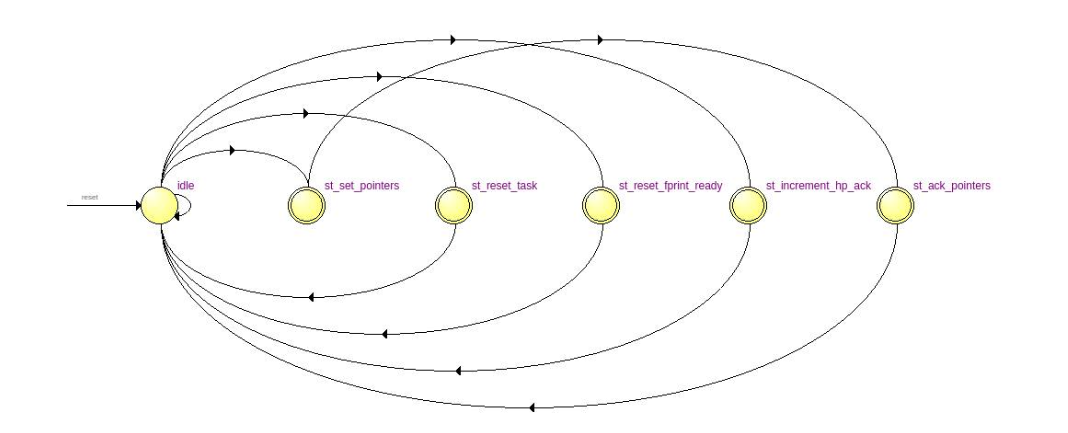 idle
st_set_pointers
st_reset_task
st_reset_fprint_ready
st_increment_hp_ack
st_ack_pointers
reset